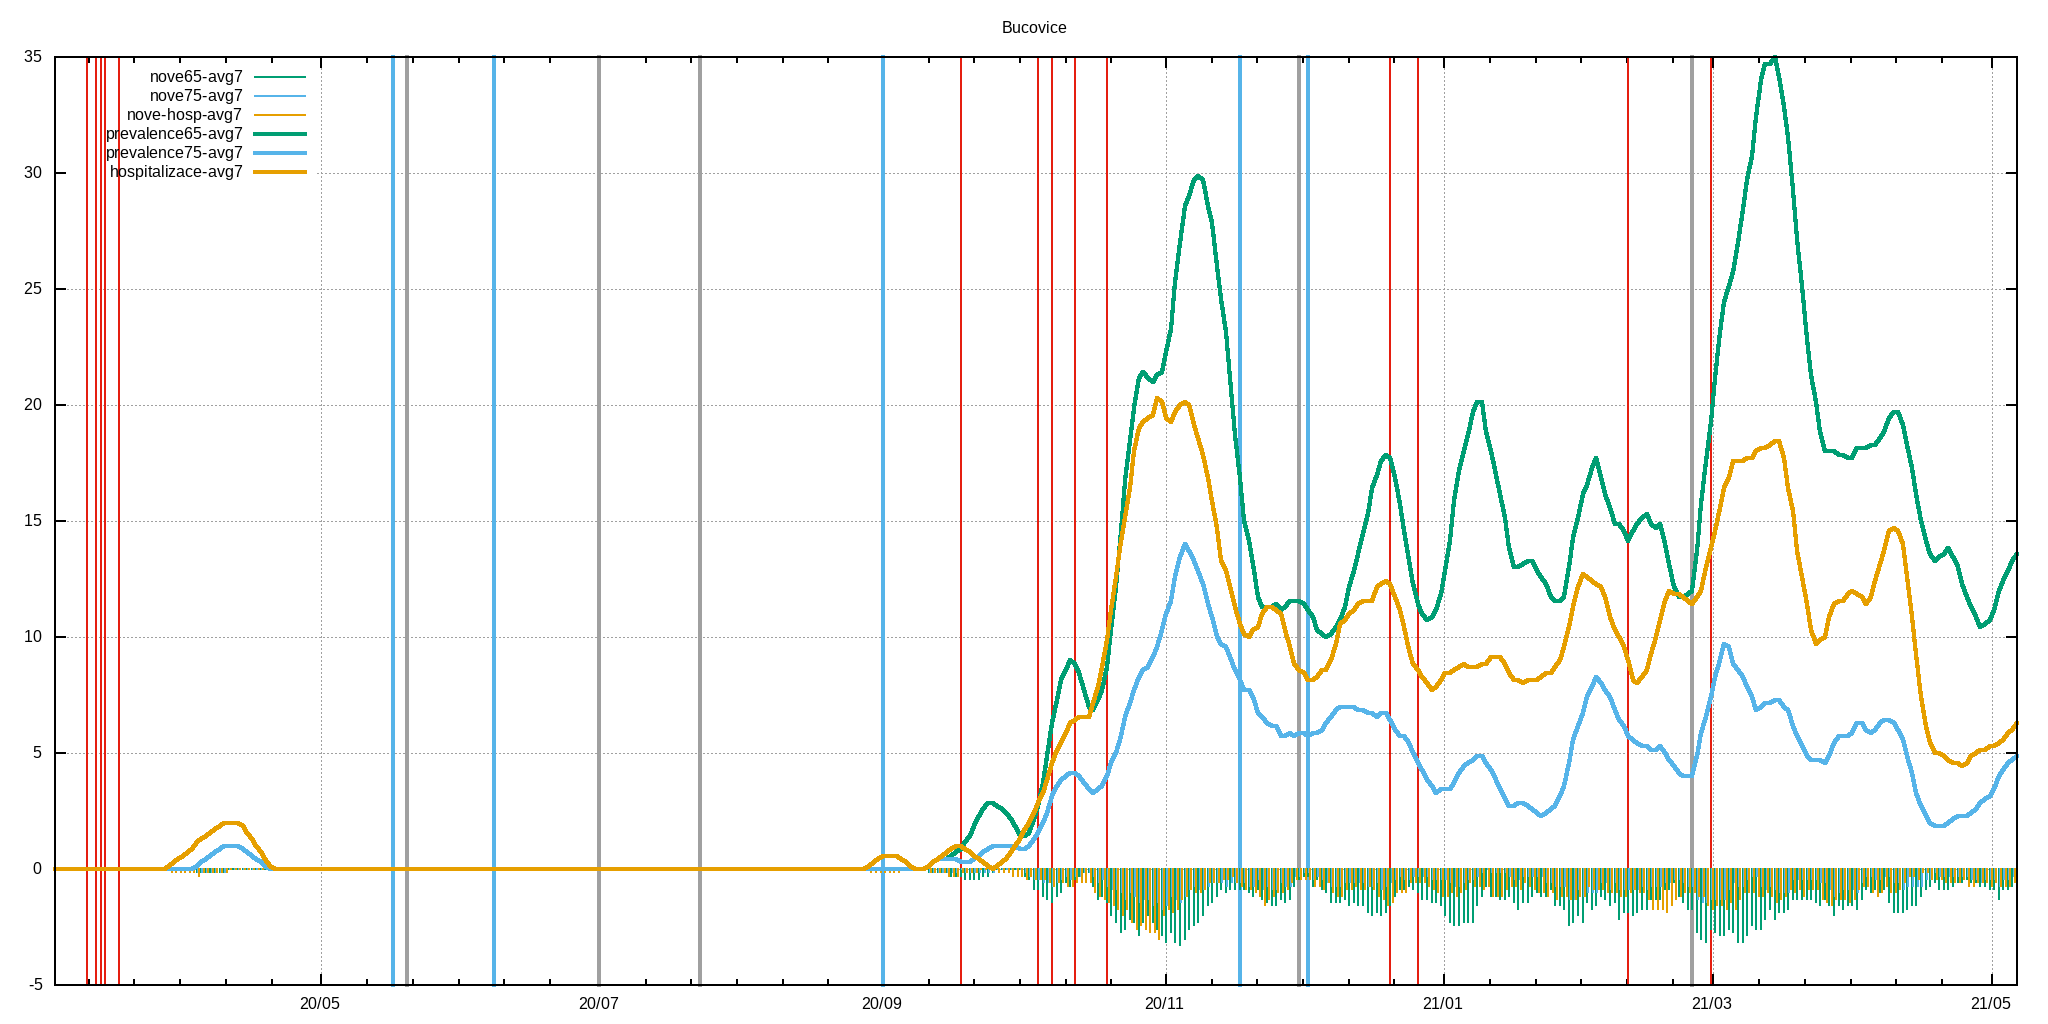 Bucovice
35
nove65-avg7
nove75-avg7
nove-hosp-avg7
prevalence65-avg7
prevalence75-avg7
hospitalizace-avg7
30
25
20
15
10
5
0
-5
20/05 20/07 20/09 20/11 21/01 21/03 21/05